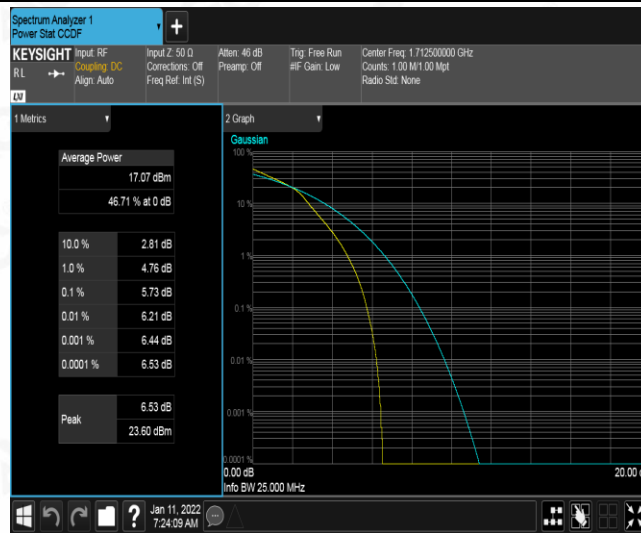 Spectrum Analyzer 1
Power Stat CCDF
+
KEYSIGHT
RL
LXI
Input: RF
Coupling: DC
Align: Auto
Input Z: 50 Ω
Corrections: Off
Freq Ref: Int (S)
Atten: 46 dB
Preamp: Off
Trig: Free Run
#IF Gain: Low
Center Freq: 1.712500000 GHz
Counts: 1.00 M/1.00 Mpt
Radio Std: None
1 Metrics
Average Power
17.07 dBm
46.71 % at 0 dB
10.0 % 2.81 dB
1.0 % 4.76 dB
0.1 % 5.73 dB
0.01 % 6.21 dB
0.001 % 6.44 dB
0.0001 % 6.53 dB
Peak 6.53 dB
23.60 dBm
2 Graph
Gaussian
100 %
10 %
1 %
0.1 %
0.01 %
0.001 %
0.0001 %
0.00 dB
20.00
Info BW 25.000 MHz
?
Jan 11, 2022
7:24:09 AM